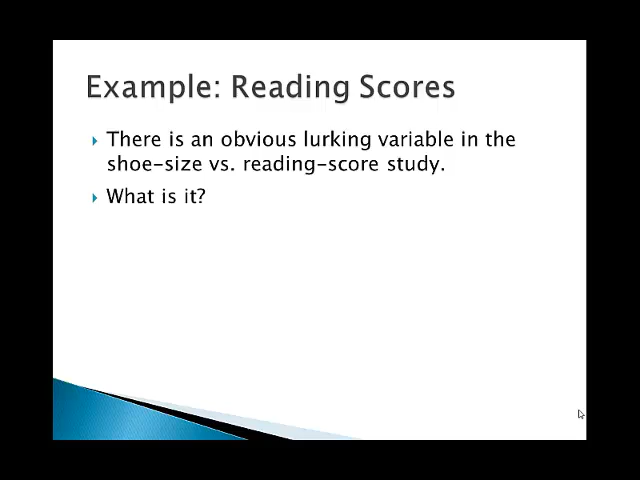 Example: Reading Scores
There is an obvious lurking variable in the
shoe-size vs. reading-score study.
What is it?